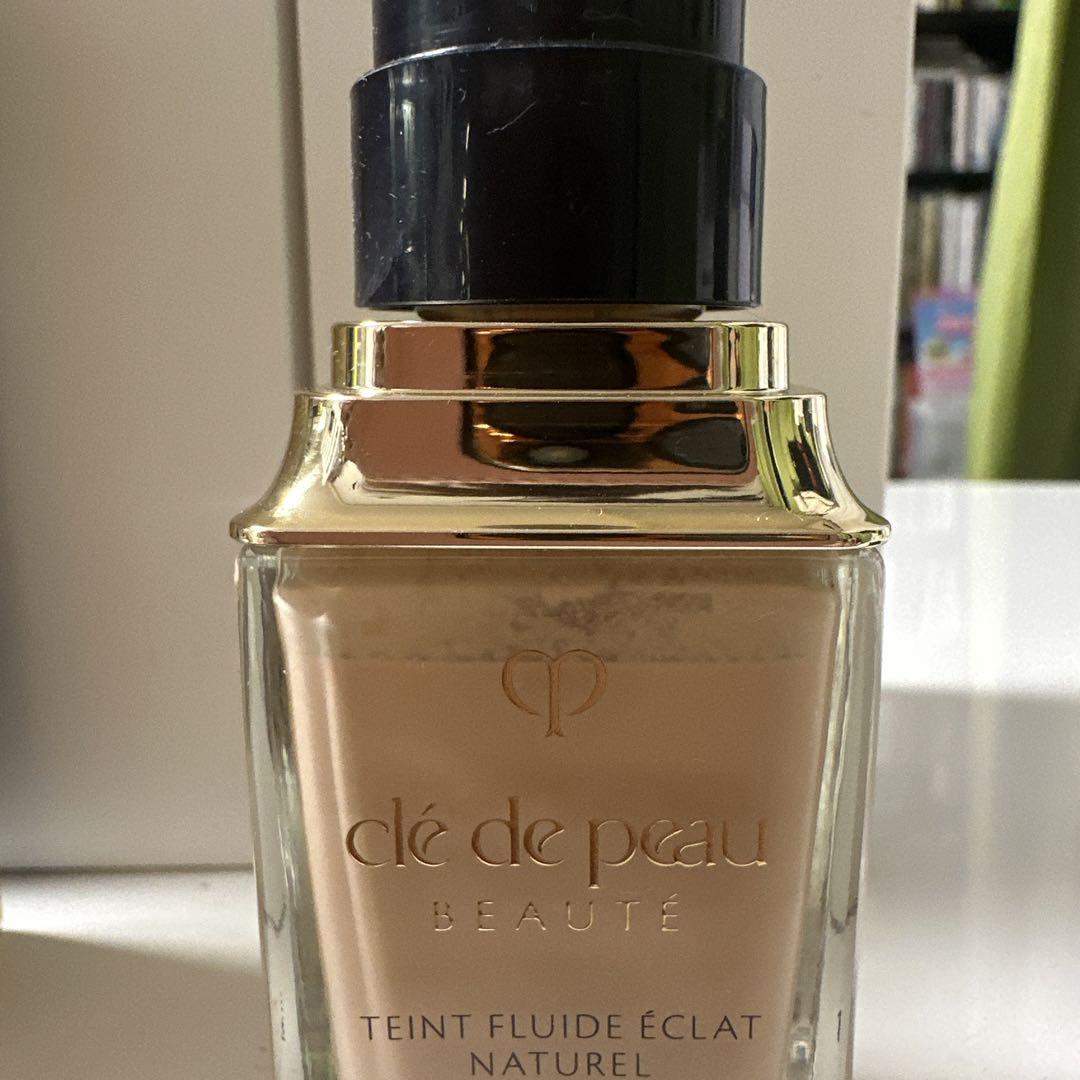 clé de peau
BEAUTÉ
TEINT FLUIDE ÉCLAT
NATUREL